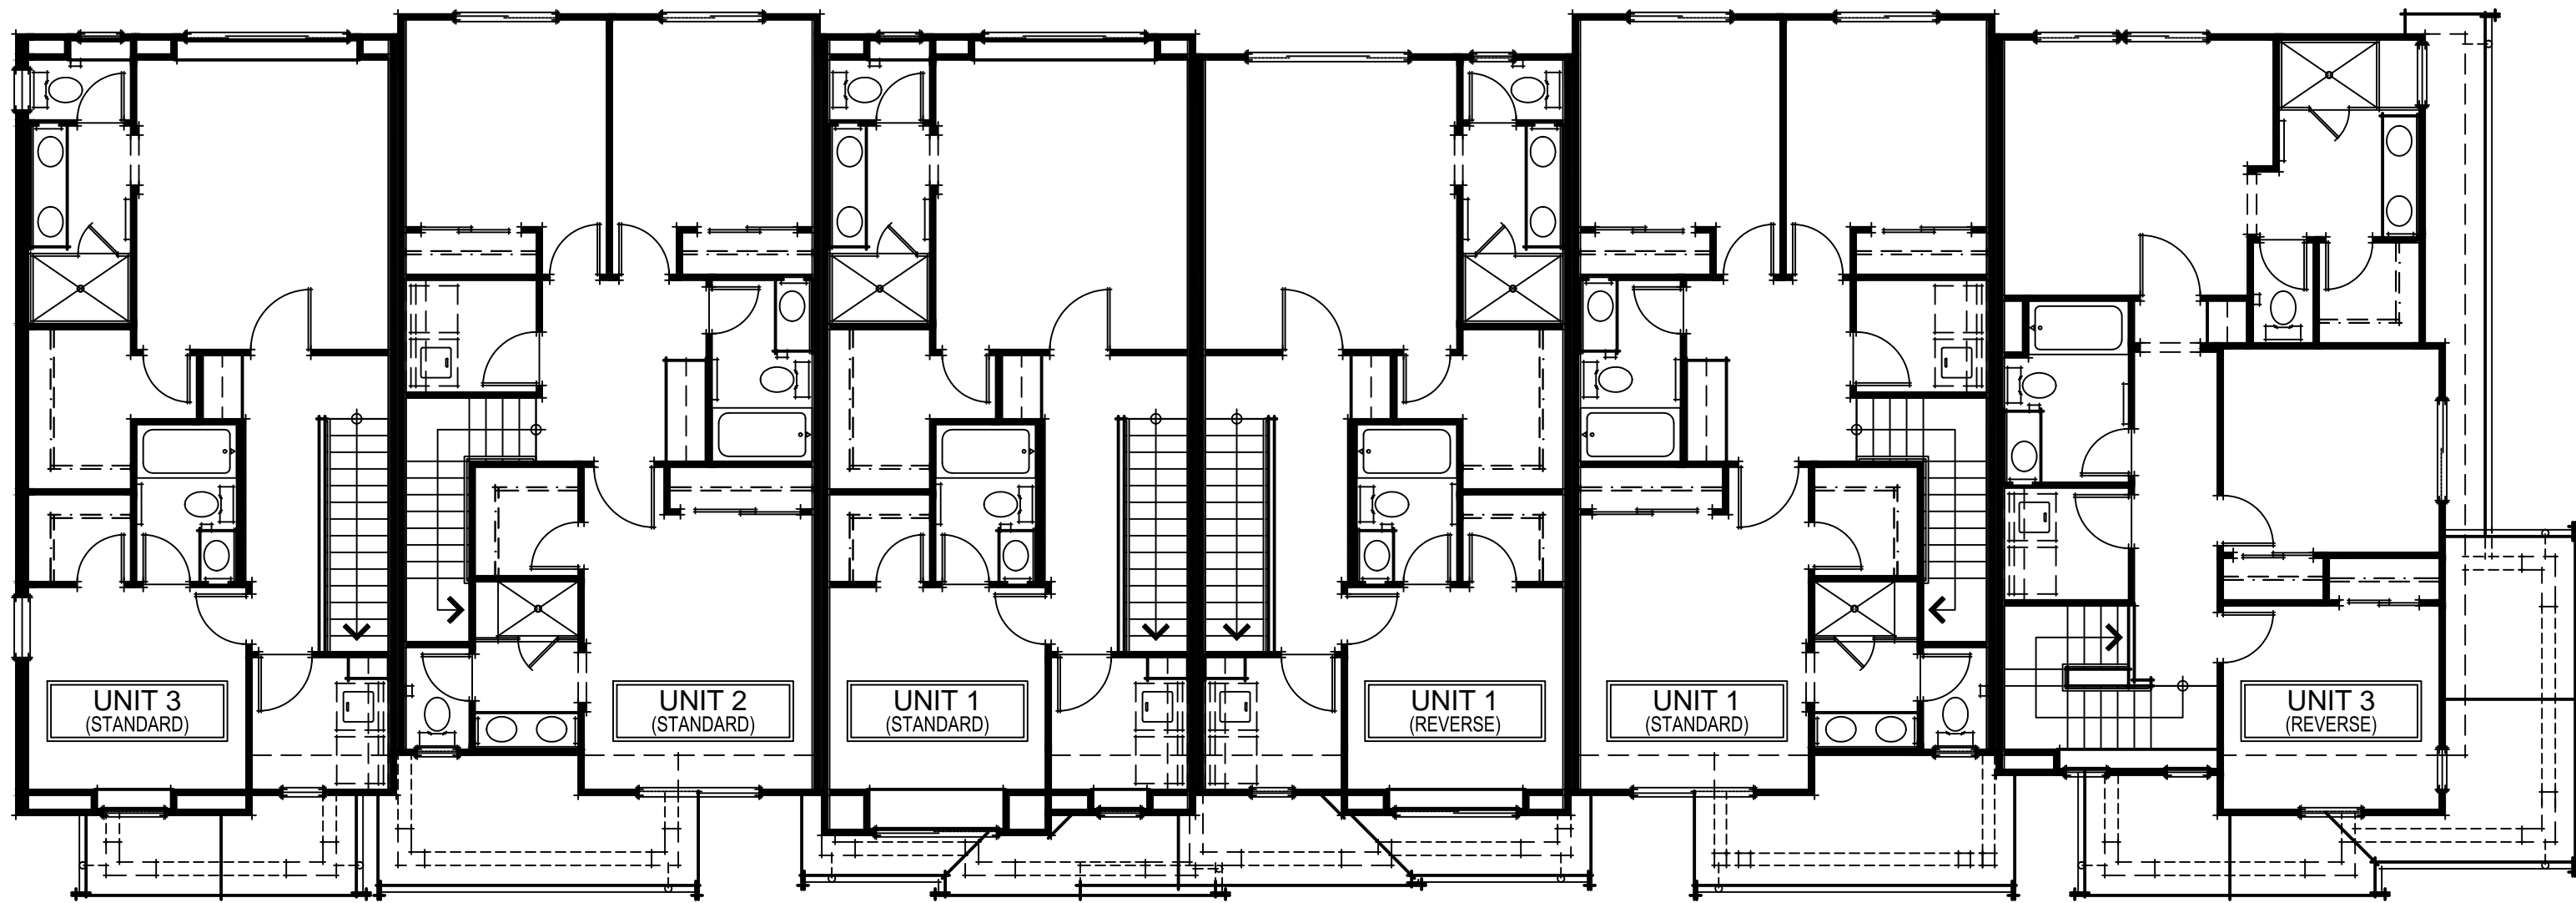 UNIT 3
(STANDARD)
UNIT 2
(STANDARD)
UNIT 1
(STANDARD)
UNIT 1
(REVERSE)
UNIT 1
(STANDARD)
UNIT 3
(REVERSE)